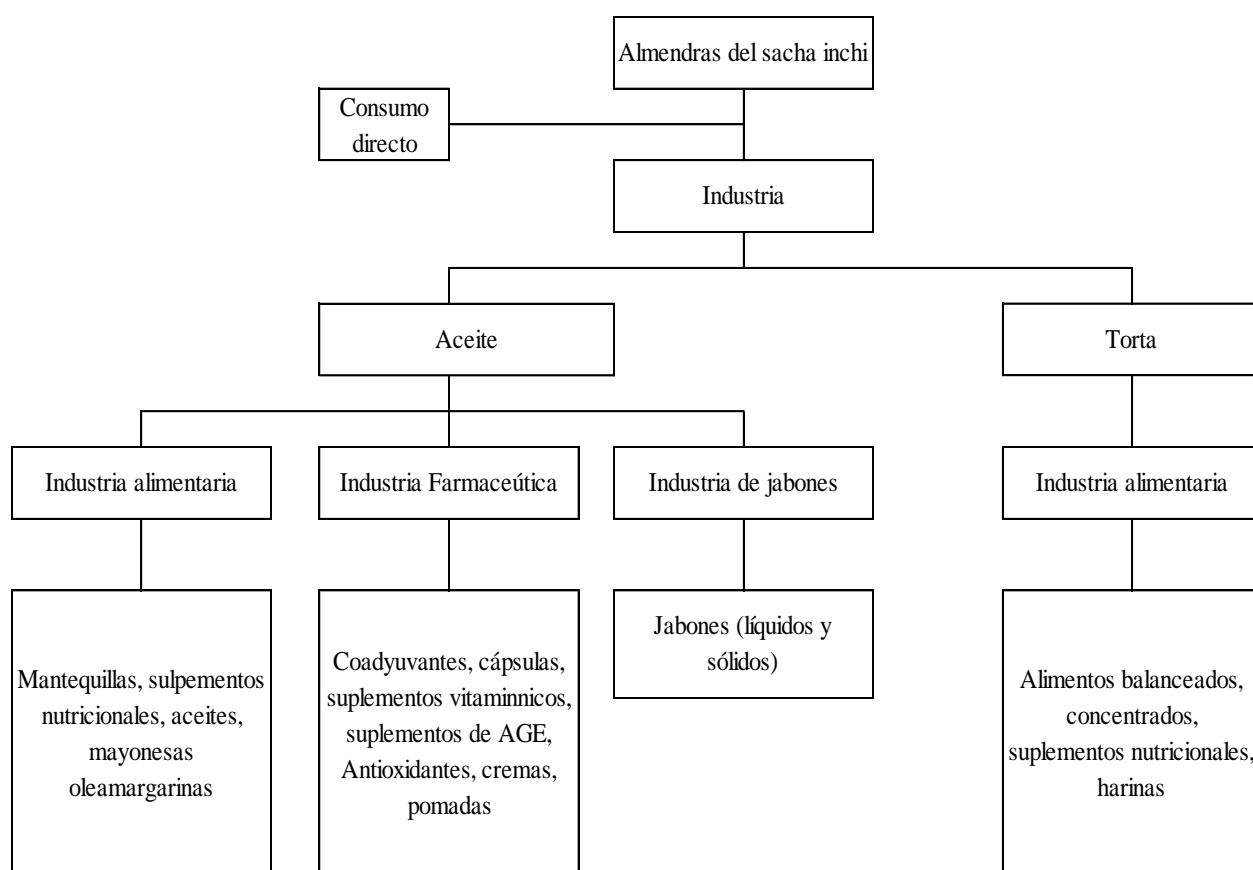 Almendras del sacha inchi
Consumo
directo
Industria
Aceite
Torta
Industria alimentaria
Industria Farmaceútica
Industria de jabones
Industria alimentaria
Mantequillas, sulpementos
nutricionales, aceites,
mayonesas
oleamargarinas
Coadyuvantes, cápsulas,
suplementos vitaminnicos,
suplementos de AGE,
Antioxidantes, cremas,
pomadas
Jabones (líquidos y
sólidos)
Alimentos balanceados,
concentrados,
suplementos nutricionales,
harinas